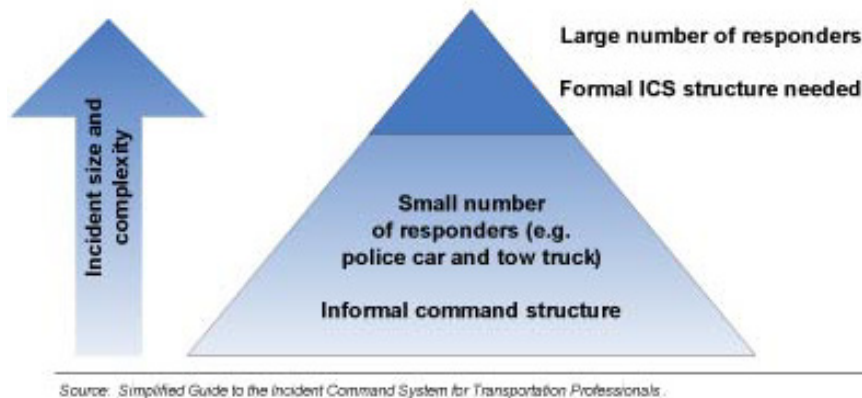 Large number of responders
Formal ICS structure needed
Incident size and
complexity
Small number
of responders (e.g.
police car and tow truck)
Informal command structure
Source: Simplified Guide to the Incident Command System for Transportation Professionals.